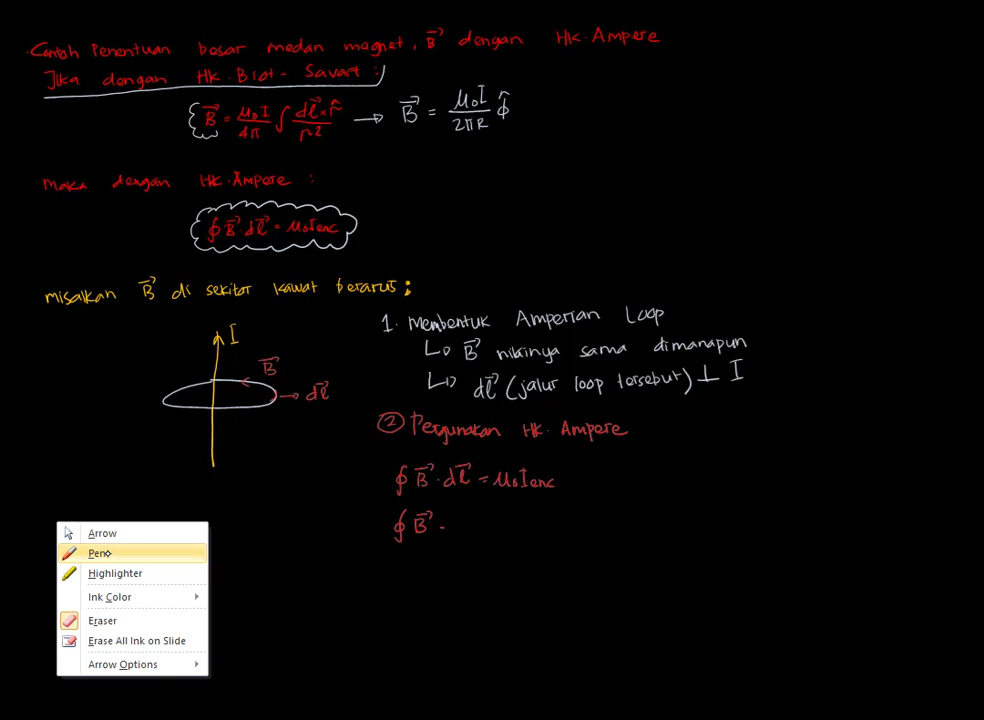 Contoh Penentuan besar medan magnet, B⃗ dengan HK.Ampere
Jika dengan HK.Biot-Savart :
B⃗ = μ₀I/4π ∫ dl⃗×r̂/r² → B⃗ = μ₀I/2πR φ̂
Maka dengan HK.Ampere :
∮B⃗·dl⃗ = μ₀Ienc
misalkan B⃗ di sekitar kawat berarus :
I
B⃗
dl⃗
1. Membentuk Amperian Loop
↳ B⃗ nilainya sama dimanapun
↳ dl⃗ (jalur loop tersebut) ⊥ I
② Pergunakan HK.Ampere
∮ B⃗·dl⃗ = μ₀Ienc
∮ B⃗ ·
Arrow
Pen
Highlighter
Ink Color
Eraser
Erase All Ink on Slide
Arrow Options